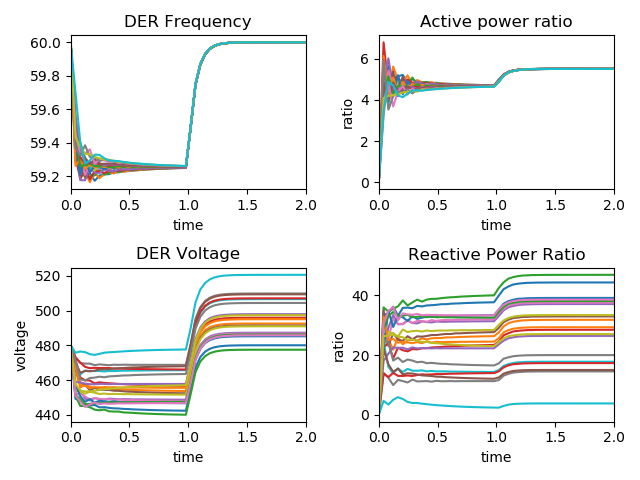 DER Frequency
60.0
59.8
59.6
59.4
59.2
0.0 0.5 1.0 1.5 2.0
time
Active power ratio
6
4
2
0
ratio
0.0 0.5 1.0 1.5 2.0
time
DER Voltage
520
500
480
460
440
voltage
0.0 0.5 1.0 1.5 2.0
time
Reactive Power Ratio
40
20
0
ratio
0.0 0.5 1.0 1.5 2.0
time